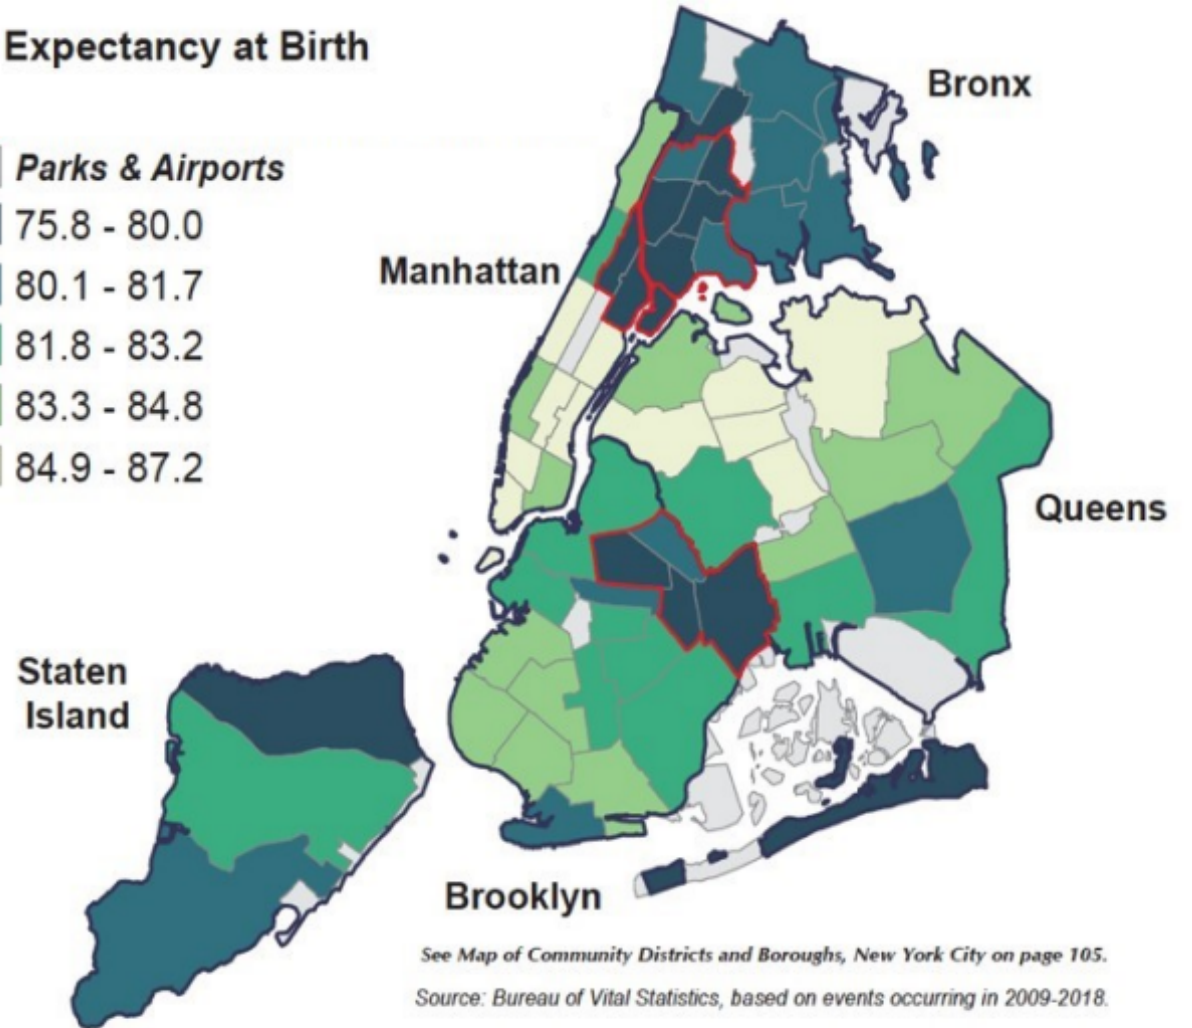 Expectancy at Birth
Parks & Airports
75.8 - 80.0
80.1 - 81.7
81.8 - 83.2
83.3 - 84.8
84.9 - 87.2
Bronx
Manhattan
Queens
Staten
Island
Brooklyn
See Map of Community Districts and Boroughs, New York City on page 105.
Source: Bureau of Vital Statistics, based on events occurring in 2009-2018.